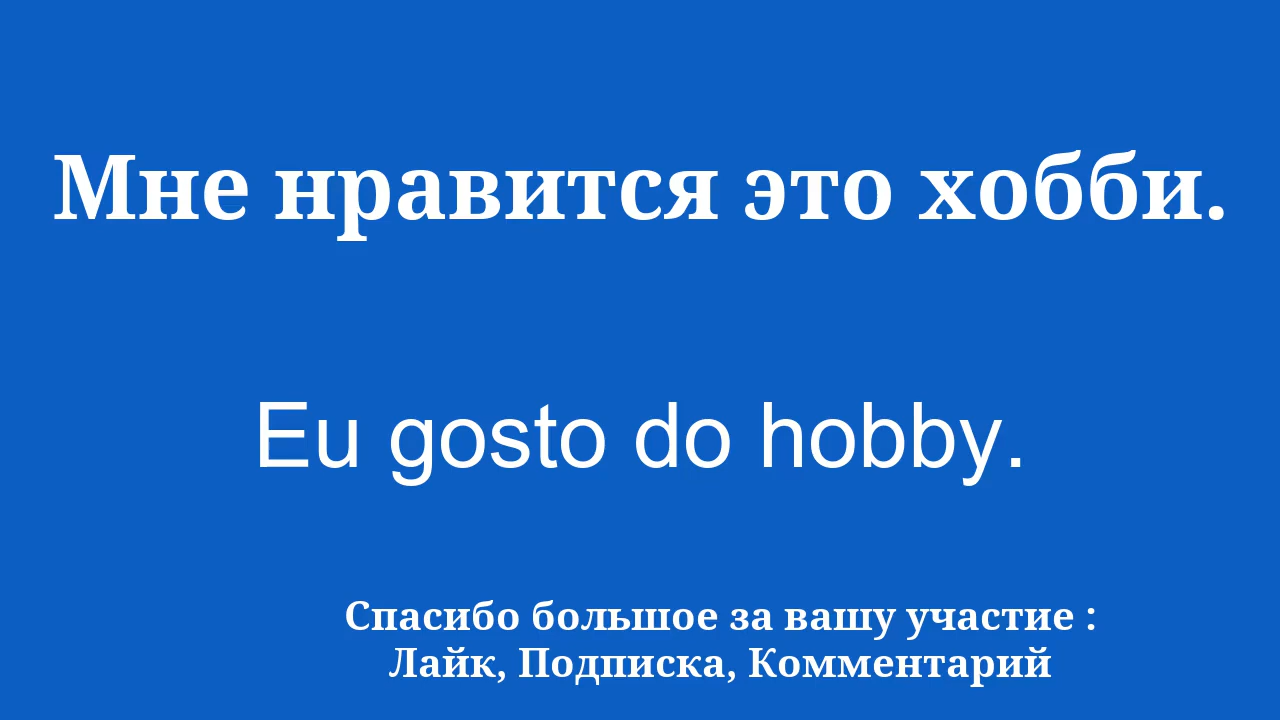 Мне нравится это хобби.
Eu gosto do hobby.
Спасибо большое за вашу участие :
Лайк, Подписка, Комментарий